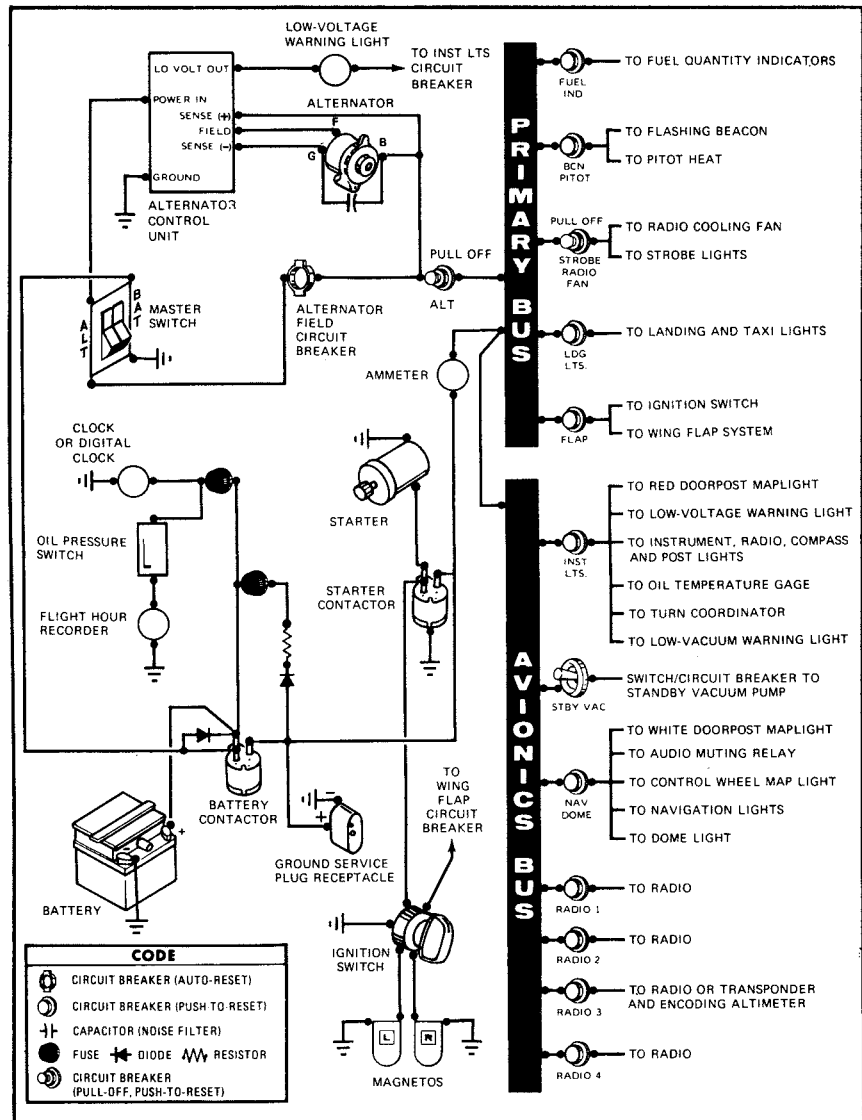 LOW-VOLTAGE
WARNING LIGHT
LO VOLT OUT
TO INST LTS
CIRCUIT
BREAKER
POWER IN
ALTERNATOR
SENSE (+)
FIELD
SENSE (-)
F
G
B
GROUND
ALTERNATOR
CONTROL
UNIT
PULL OFF
ALT
BAT
ALT
MASTER
SWITCH
ALTERNATOR
FIELD
CIRCUIT
BREAKER
AMMETER
CLOCK
OR DIGITAL
CLOCK
OIL PRESSURE
SWITCH
FLIGHT HOUR
RECORDER
STARTER
STARTER
CONTACTOR
BATTERY
CONTACTOR
GROUND SERVICE
PLUG RECEPTACLE
-
+
+
-
BATTERY
TO
WING
FLAP
CIRCUIT
BREAKER
IGNITION
SWITCH
L
R
MAGNETOS
PRIMARY BUS
FUEL
IND
TO FUEL QUANTITY INDICATORS
BCN
PITOT
TO FLASHING BEACON
TO PITOT HEAT
PULL OFF
STROBE
RADIO
FAN
TO RADIO COOLING FAN
TO STROBE LIGHTS
LDG
LTS.
TO LANDING AND TAXI LIGHTS
FLAP
TO IGNITION SWITCH
TO WING FLAP SYSTEM
AVIONICS BUS
INST
LTS.
TO RED DOORPOST MAPLIGHT
TO LOW-VOLTAGE WARNING LIGHT
TO INSTRUMENT, RADIO, COMPASS
AND POST LIGHTS
TO OIL TEMPERATURE GAGE
TO TURN COORDINATOR
TO LOW-VACUUM WARNING LIGHT
STBY VAC
SWITCH/CIRCUIT BREAKER TO
STANDBY VACUUM PUMP
NAV
DOME
TO WHITE DOORPOST MAPLIGHT
TO AUDIO MUTING RELAY
TO CONTROL WHEEL MAP LIGHT
TO NAVIGATION LIGHTS
TO DOME LIGHT
RADIO 1
TO RADIO
RADIO 2
TO RADIO
RADIO 3
TO RADIO OR TRANSPONDER
AND ENCODING ALTIMETER
RADIO 4
TO RADIO
CODE
CIRCUIT BREAKER (AUTO-RESET)
CIRCUIT BREAKER (PUSH-TO-RESET)
CAPACITOR (NOISE FILTER)
FUSE DIODE RESISTOR
CIRCUIT BREAKER
(PULL-OFF, PUSH-TO-RESET)